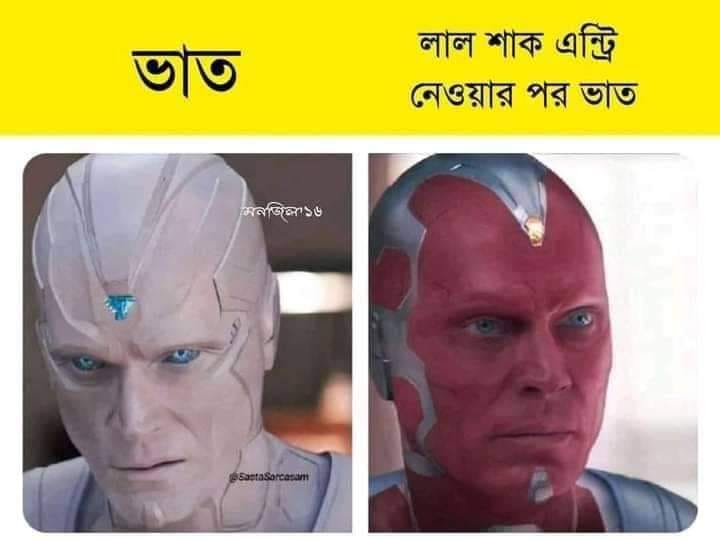 ভাত
লাল শাক এন্ট্রি
নেওয়ার পর ভাত
মনজিল'১৬
@SastaSarcasam